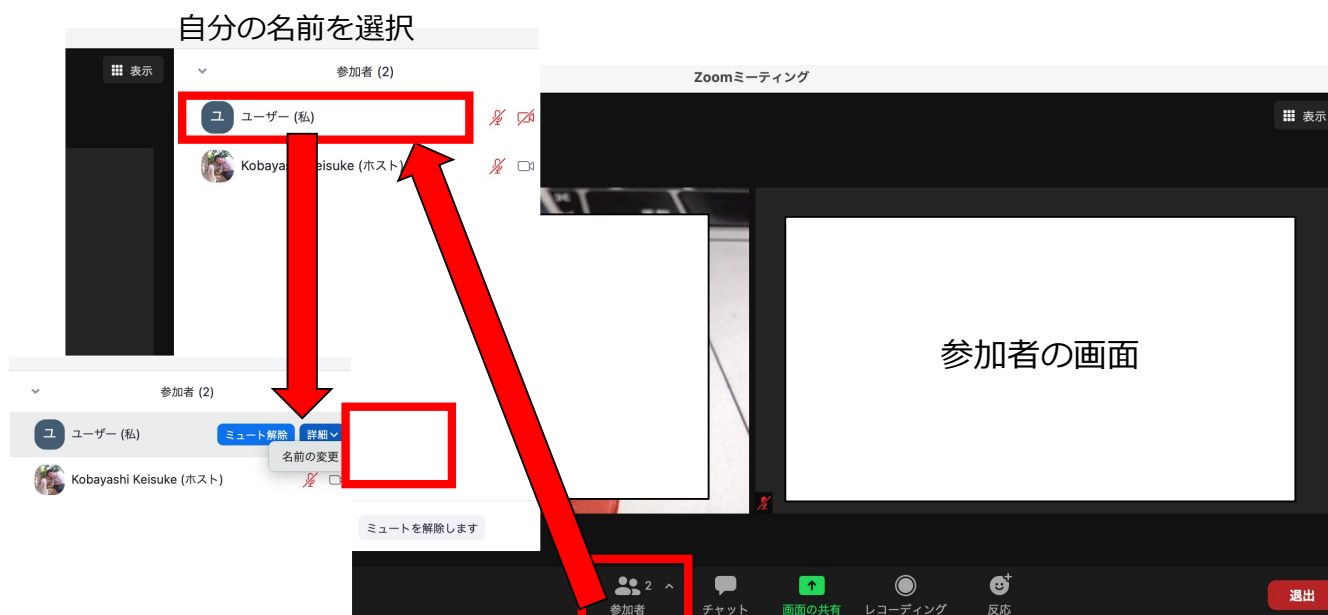 自分の名前を選択
表示
参加者 (2)
Zoomミーティング
ユ ユーザー (私)
表示
Kobaya eisuke (ホスト)
参加者の画面
参加者 (2)
ユ ユーザー (私) ミュート解除 詳細
名前の変更
Kobayashi Keisuke (ホスト)
ミュートを解除します
2
参加者 チャット 画面の共有 レコーディング 反応 退出